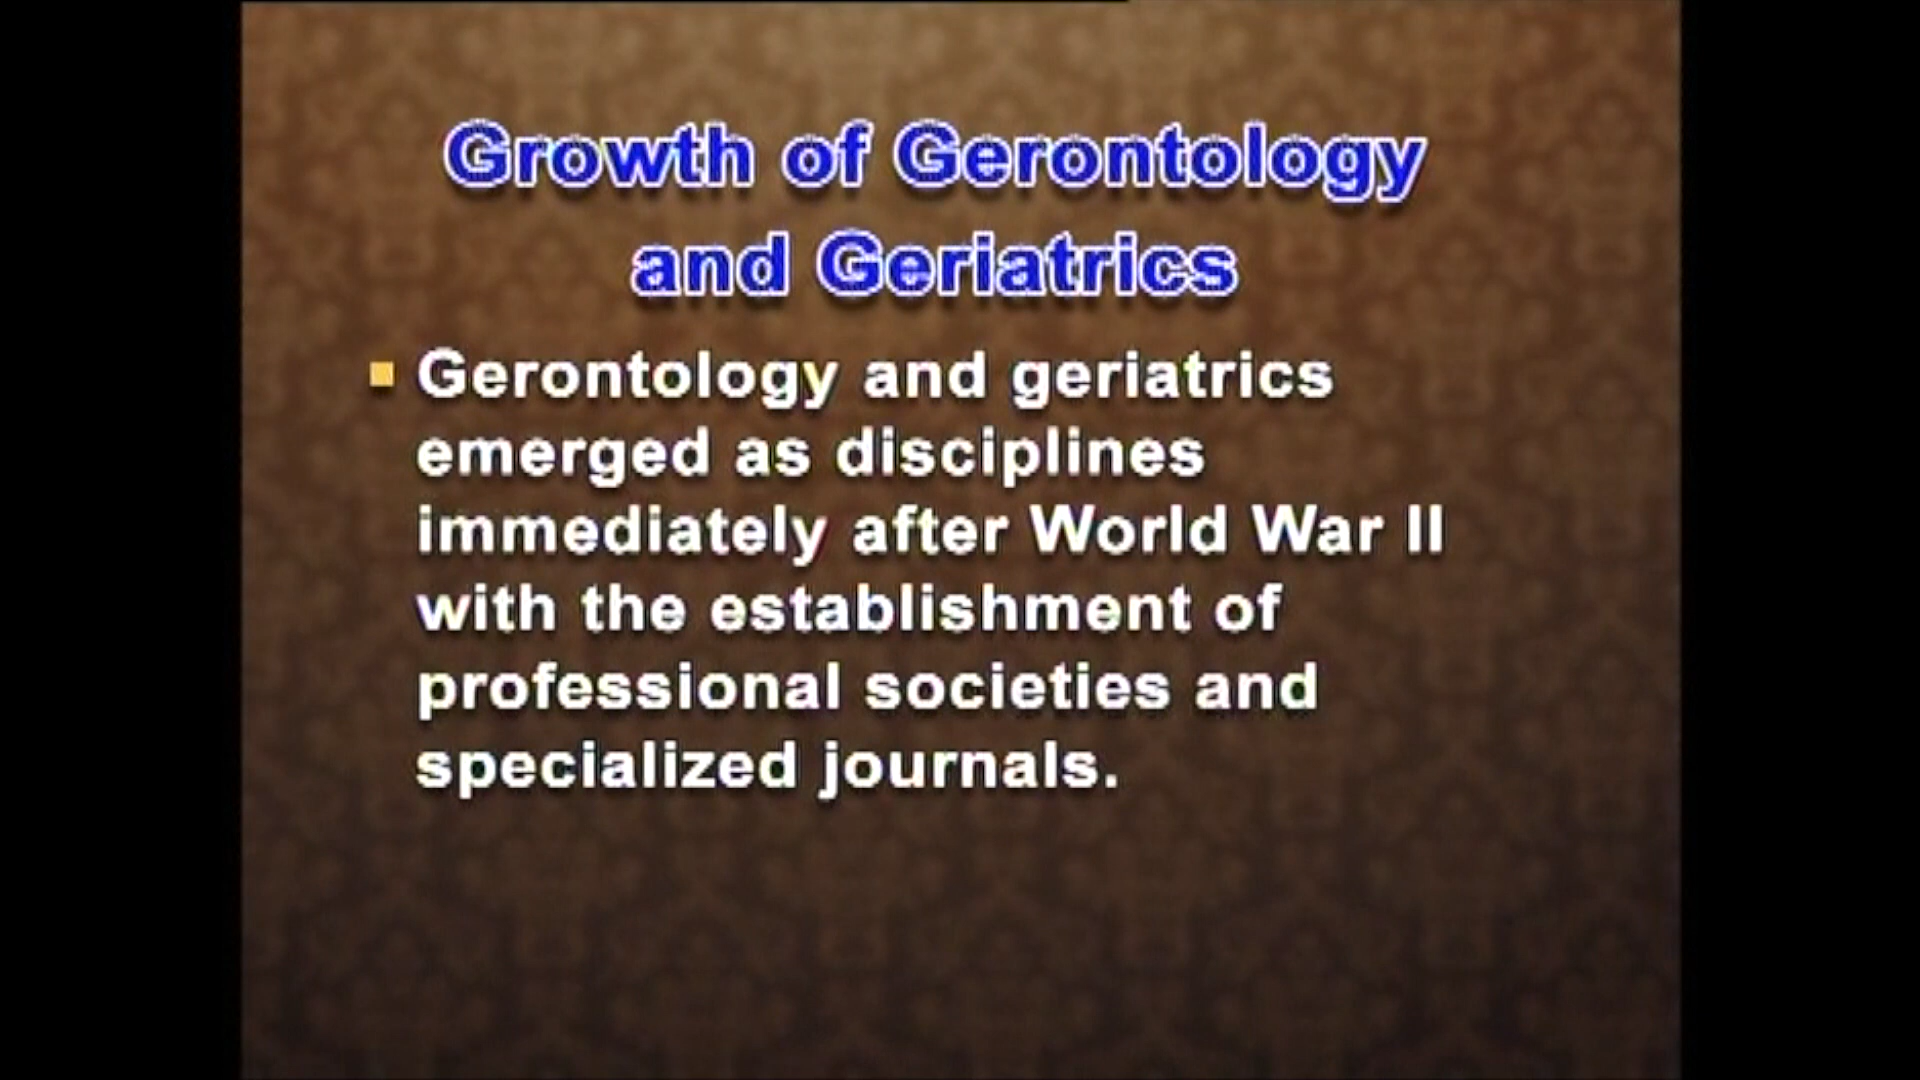 Growth of Gerontology
and Geriatrics
Gerontology and geriatrics
emerged as disciplines
immediately after World War II
with the establishment of
professional societies and
specialized journals.